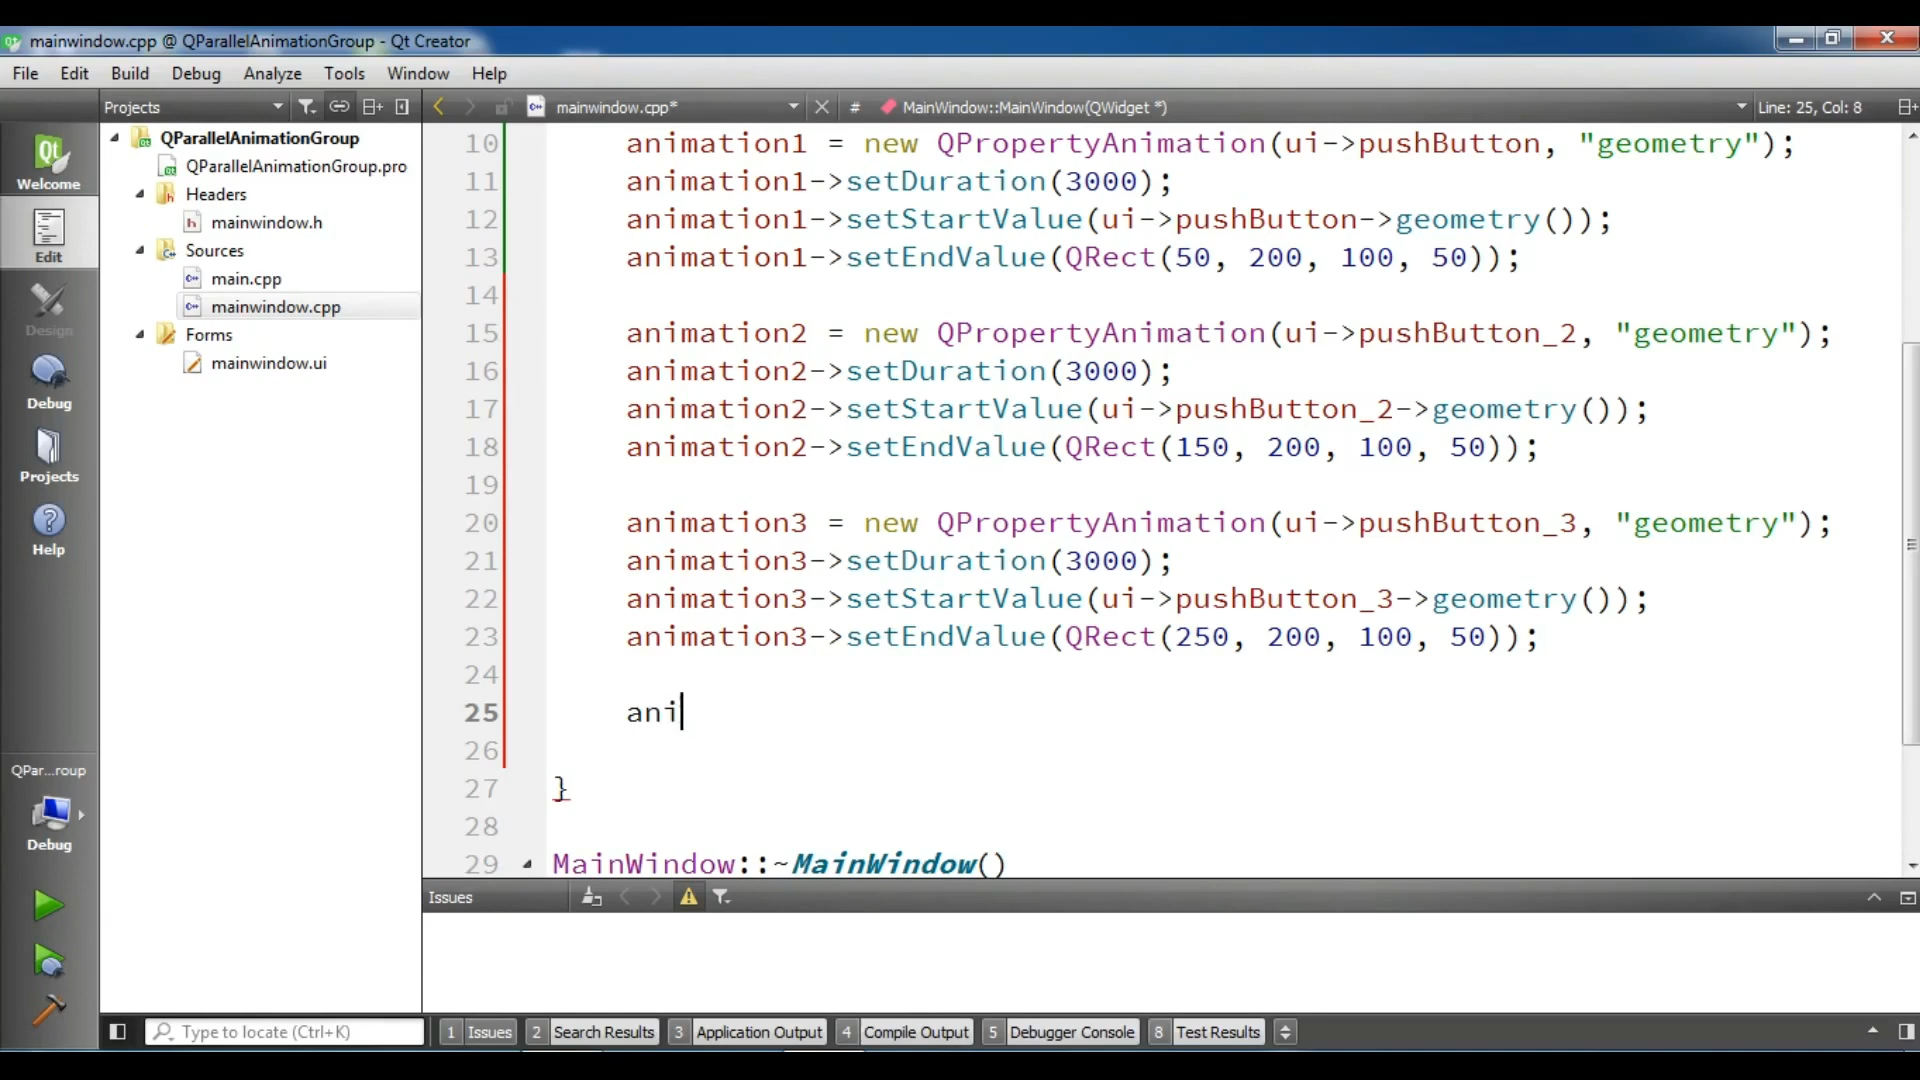 mainwindow.cpp @ QParallelAnimationGroup - Qt Creator
File Edit Build Debug Analyze Tools Window Help
Projects mainwindow.cpp* # MainWindow::MainWindow(QWidget *) Line: 25, Col: 8
Welcome
Edit
Design
Debug
Projects
Help
QPar...roup
Debug
QParallelAnimationGroup
QParallelAnimationGroup.pro
Headers
mainwindow.h
Sources
main.cpp
mainwindow.cpp
Forms
mainwindow.ui
10 animation1 = new QPropertyAnimation(ui->pushButton, "geometry");
11 animation1->setDuration(3000);
12 animation1->setStartValue(ui->pushButton->geometry());
13 animation1->setEndValue(QRect(50, 200, 100, 50));
14
15 animation2 = new QPropertyAnimation(ui->pushButton_2, "geometry");
16 animation2->setDuration(3000);
17 animation2->setStartValue(ui->pushButton_2->geometry());
18 animation2->setEndValue(QRect(150, 200, 100, 50));
19
20 animation3 = new QPropertyAnimation(ui->pushButton_3, "geometry");
21 animation3->setDuration(3000);
22 animation3->setStartValue(ui->pushButton_3->geometry());
23 animation3->setEndValue(QRect(250, 200, 100, 50));
24
25 ani
26
27 }
28
29 MainWindow::~MainWindow()
Issues
Type to locate (Ctrl+K) 1 Issues 2 Search Results 3 Application Output 4 Compile Output 5 Debugger Console 8 Test Results